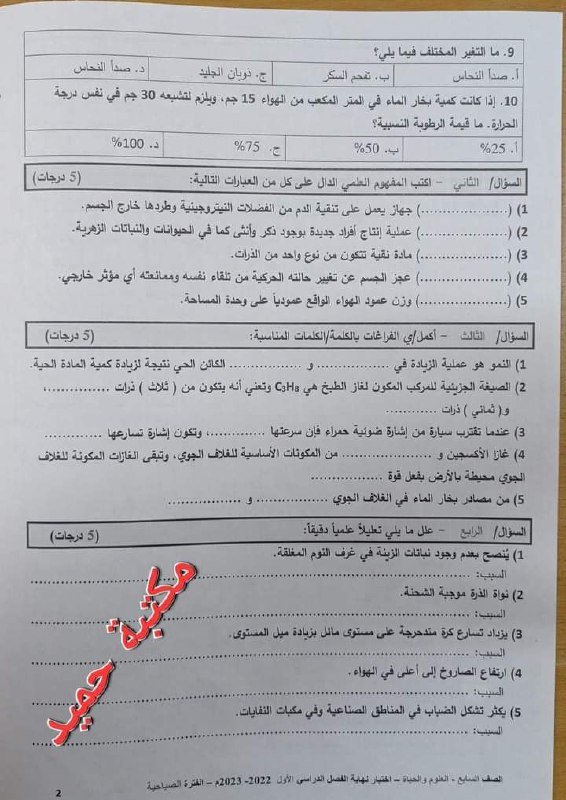 9. ما التغير المختلف فيما يلي؟
أ. صدأ النحاس ب. تفحم السكر ج. ذوبان الجليد د. صدأ النحاس
10. إذا كانت كمية بخار الماء في المتر المكعب من الهواء 15 جم، ويلزم لتشبعه 30 جم في نفس درجة
الحرارة. ما قيمة الرطوبة النسبية؟
أ. 25% ب. 50% ج. 75% د. 100%
السؤال/ الثاني - اكتب المفهوم العلمي الدال على كل من العبارات التالية: (5 درجات)
1) (....................) جهاز يعمل على تنقية الدم من الفضلات النيتروجينية وطردها خارج الجسم.
2) (....................) عملية إنتاج أفراد جديدة بوجود ذكر وأنثى كما في الحيوانات والنباتات الزهرية.
3) (....................) مادة نقية تتكون من نوع واحد من الذرات.
4) (....................) عجز الجسم عن تغيير حالته الحركية من تلقاء نفسه وممانعته أي مؤثر خارجي.
5) (....................) وزن عمود الهواء الواقع عمودياً على وحدة المساحة.
السؤال/ الثالث - أكمل/ي الفراغات بالكلمة/الكلمات المناسبة: (5 درجات)
1) النمو هو عملية الزيادة في ................ و ................ الكائن الحي نتيجة لزيادة كمية المادة الحية.
2) الصيغة الجزيئية للمركب المكون لغاز الطبخ هي C3H8 وتعني أنه يتكون من ( ثلاث ) ذرات ..............،
و ( ثماني ) ذرات ............
3) عندما تقترب سيارة من إشارة ضوئية حمراء فإن سرعتها ............، وتكون إشارة تسارعها ............
4) غازا الأكسجين و ................ من المكونات الأساسية للغلاف الجوي، وتبقى الغازات المكونة للغلاف
الجوي محيطة بالأرض بفعل قوة ................
5) من مصادر بخار الماء في الغلاف الجوي ................ و ................
السؤال/ الرابع - علل ما يلي تعليلاً علمياً دقيقاً: (5 درجات)
1) يُنصح بعدم وجود نباتات الزينة في غرف النوم المغلقة.
السبب: ................................................
2) نواة الذرة موجبة الشحنة.
السبب: ................................................
3) يزداد تسارع كرة متدحرجة على مستوى مائل بزيادة ميل المستوى.
السبب: ................................................
4) ارتفاع الصاروخ إلى أعلى في الهواء.
السبب: ................................................
5) يكثر تشكل الضباب في المناطق الصناعية وفي مكبات النفايات.
السبب: ................................................
مكتبة حميد
الصف السابع - العلوم والحياة – اختبار نهاية الفصل الدراسي الأول 2022- 2023م – الفترة الصباحية
2